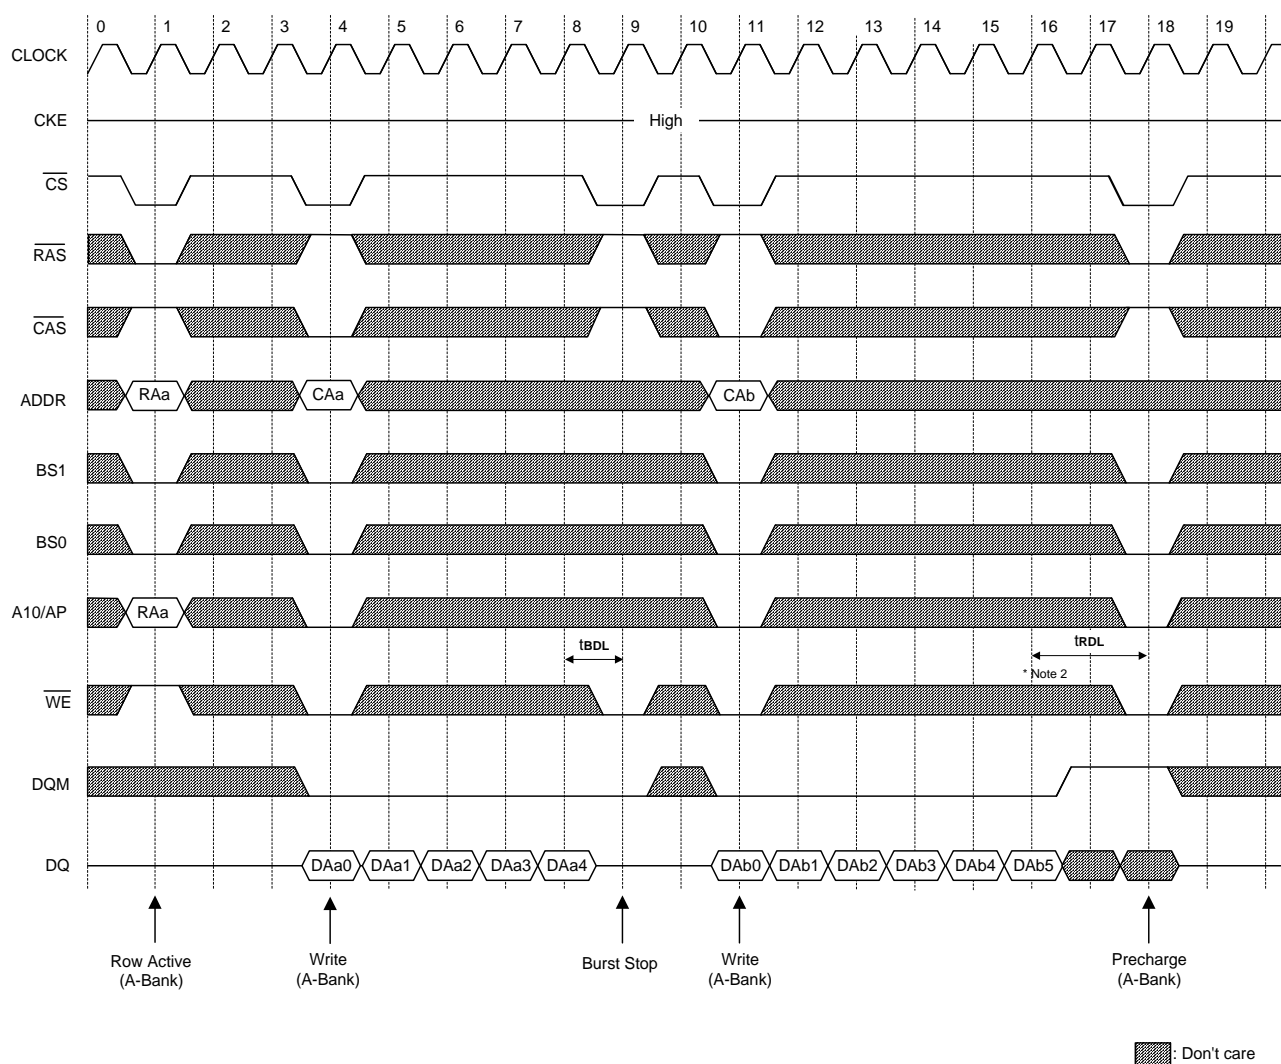 0 1 2 3 4 5 6 7 8 9 10 11 12 13 14 15 16 17 18 19
CLOCK
CKE High
CS
RAS
CAS
ADDR RAa CAa CAb
BS1
BS0
A10/AP RAa
tBDL tRDL
* Note 2
WE
DQM
DQ DAa0 DAa1 DAa2 DAa3 DAa4 DAb0 DAb1 DAb2 DAb3 DAb4 DAb5
Row Active
(A-Bank)
Write
(A-Bank)
Burst Stop
Write
(A-Bank)
Precharge
(A-Bank)
: Don't care